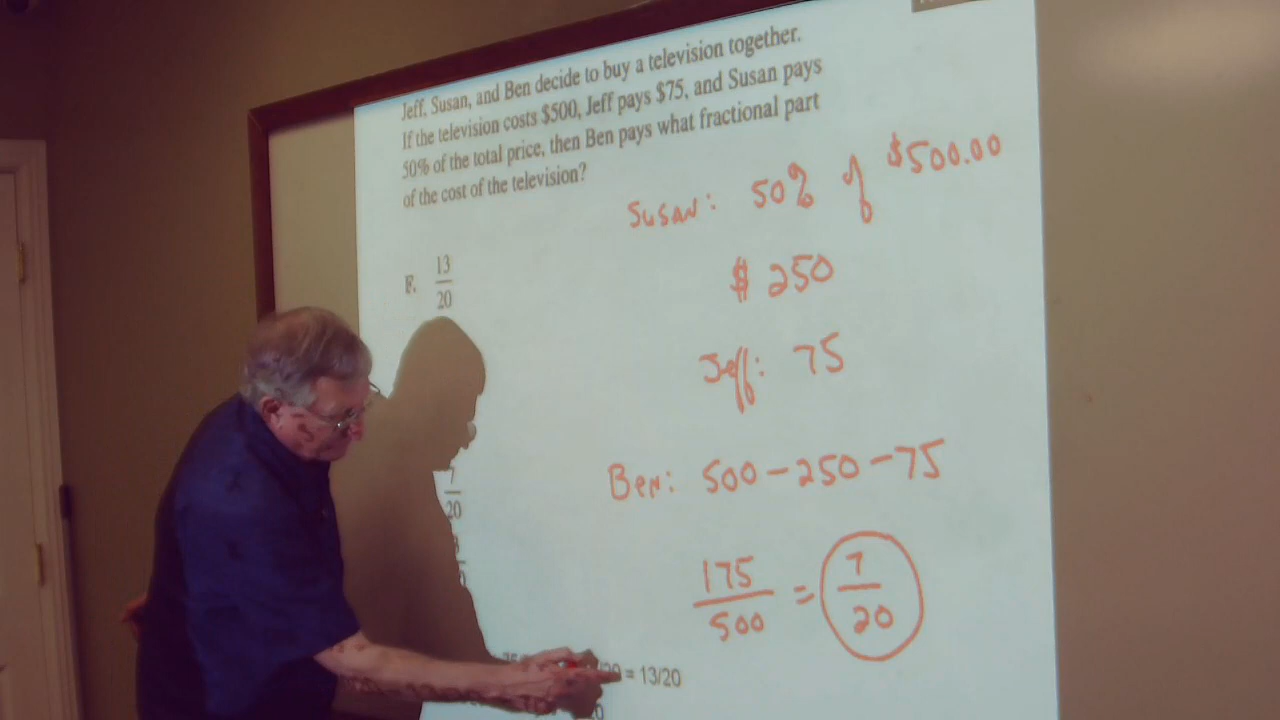 Jeff, Susan, and Ben decide to buy a television together.
If the television costs $500, Jeff pays $75, and Susan pays
50% of the total price, then Ben pays what fractional part
of the cost of the television?
SUSAN: 50% of $500.00
$ 250
F. 13/20
Jeff: 75
Ben: 500 - 250 - 75
7/20
175/500 = 7/20
= 13/20